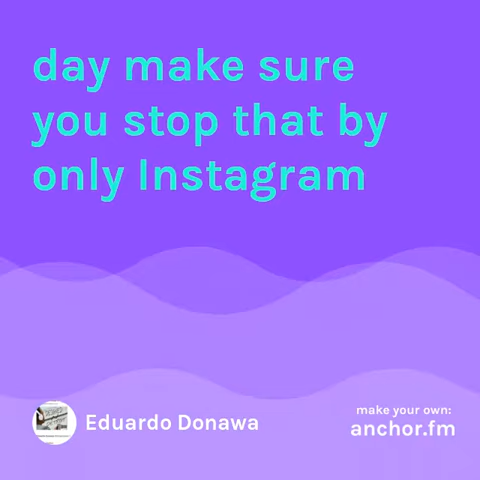 day make sure
you stop that by
only Instagram
Eduardo Donawa
make your own:
anchor.fm